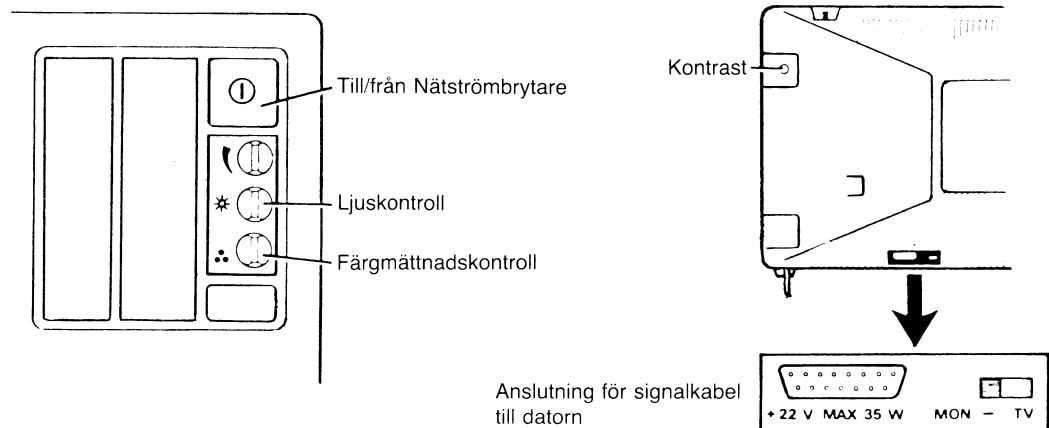 Till/från Nätströmbrytare
Ljuskontroll
Färgmättnadskontroll
Kontrast
Anslutning för signalkabel
till datorn
+ 22 V MAX 35 W MON – TV